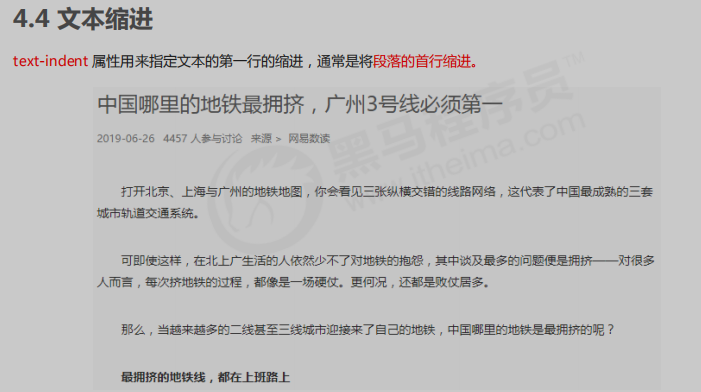 4.4 文本缩进
text-indent 属性用来指定文本的第一行的缩进，通常是将段落的首行缩进。
中国哪里的地铁最拥挤，广州3号线必须第一
2019-06-26 4457 人参与讨论 来源 > 网易数读
打开北京、上海与广州的地铁地图，你会看见三张纵横交错的线路网络，这代表了中国最成熟的三套
城市轨道交通系统。
可即使这样，在北上广生活的人依然少不了对地铁的抱怨，其中谈及最多的问题便是拥挤——对很多
人而言，每次挤地铁的过程，都像是一场硬仗。更何况，还都是败仗居多。
那么，当越来越多的二线甚至三线城市迎接来了自己的地铁，中国哪里的地铁是最拥挤的呢？
最拥挤的地铁线，都在上班路上
黑马程序员™
www.itheima.com